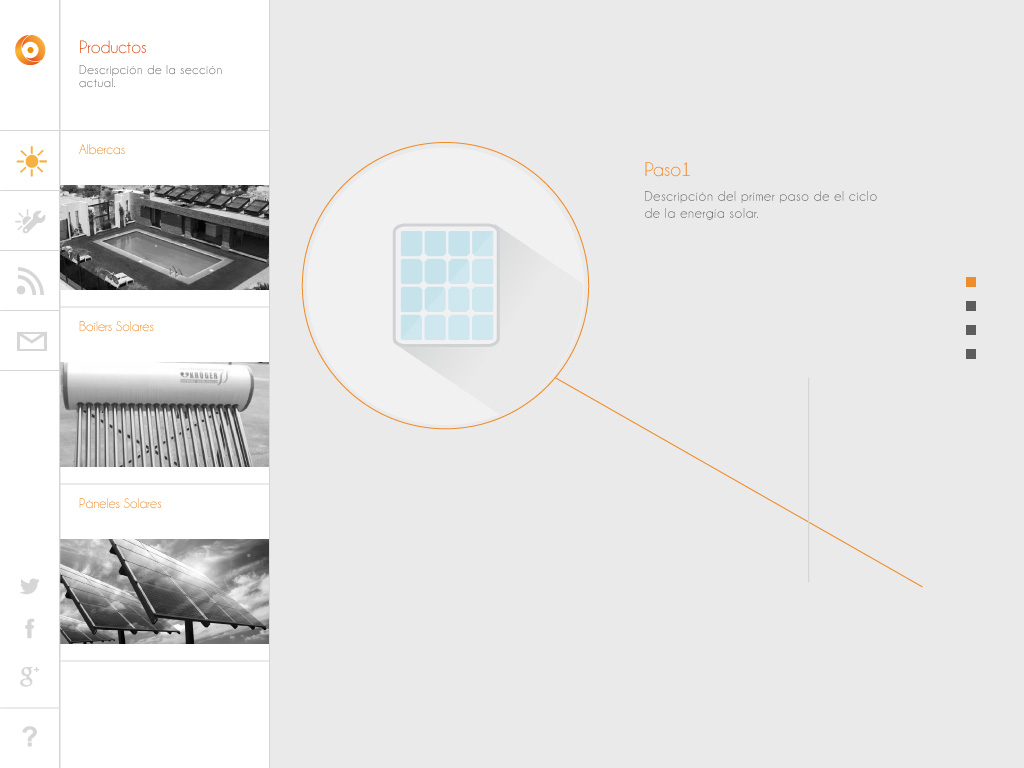 Productos
Descripción de la sección
actual.
Albercas
KRÜGER
Boilers Solares
Páneles Solares
g+
?
Paso1
Descripción del primer paso de el ciclo
de la energía solar.